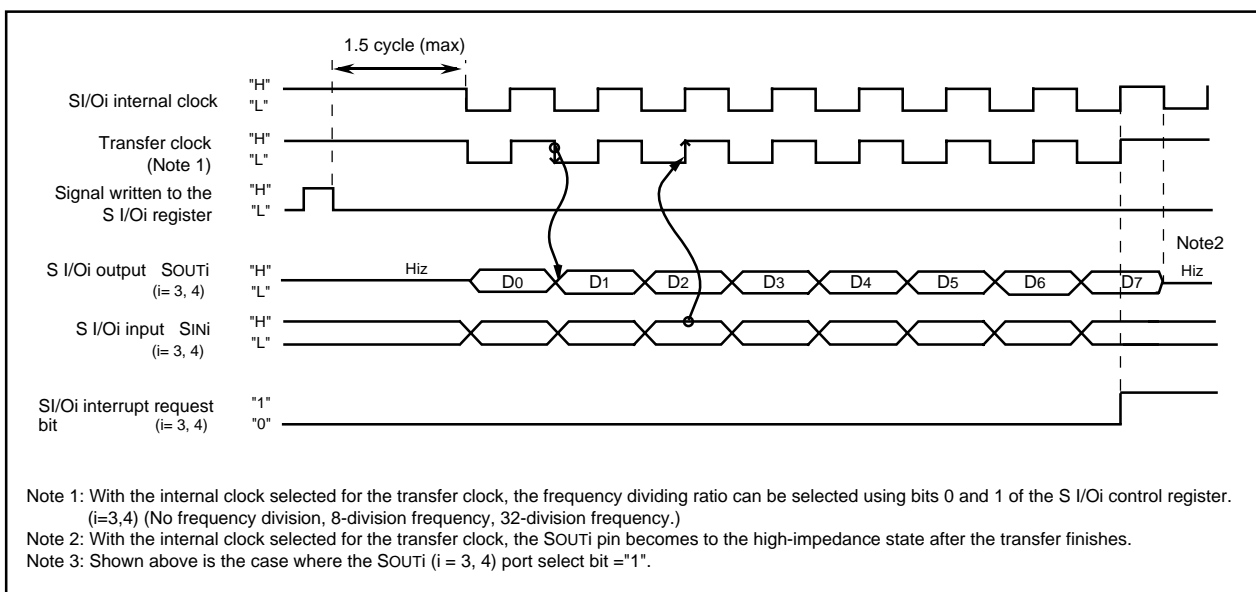 1.5 cycle (max)
SI/Oi internal clock "H" "L"
Transfer clock (Note 1) "H" "L"
Signal written to the S I/Oi register "H" "L"
S I/Oi output SOUTi (i= 3, 4) "H" "L" Hiz D0 D1 D2 D3 D4 D5 D6 D7 Note2 Hiz
S I/Oi input SINi (i= 3, 4) "H" "L"
SI/Oi interrupt request bit (i= 3, 4) "1" "0"
Note 1: With the internal clock selected for the transfer clock, the frequency dividing ratio can be selected using bits 0 and 1 of the S I/Oi control register.
(i=3,4) (No frequency division, 8-division frequency, 32-division frequency.)
Note 2: With the internal clock selected for the transfer clock, the SOUTi pin becomes to the high-impedance state after the transfer finishes.
Note 3: Shown above is the case where the SOUTi (i = 3, 4) port select bit ="1".